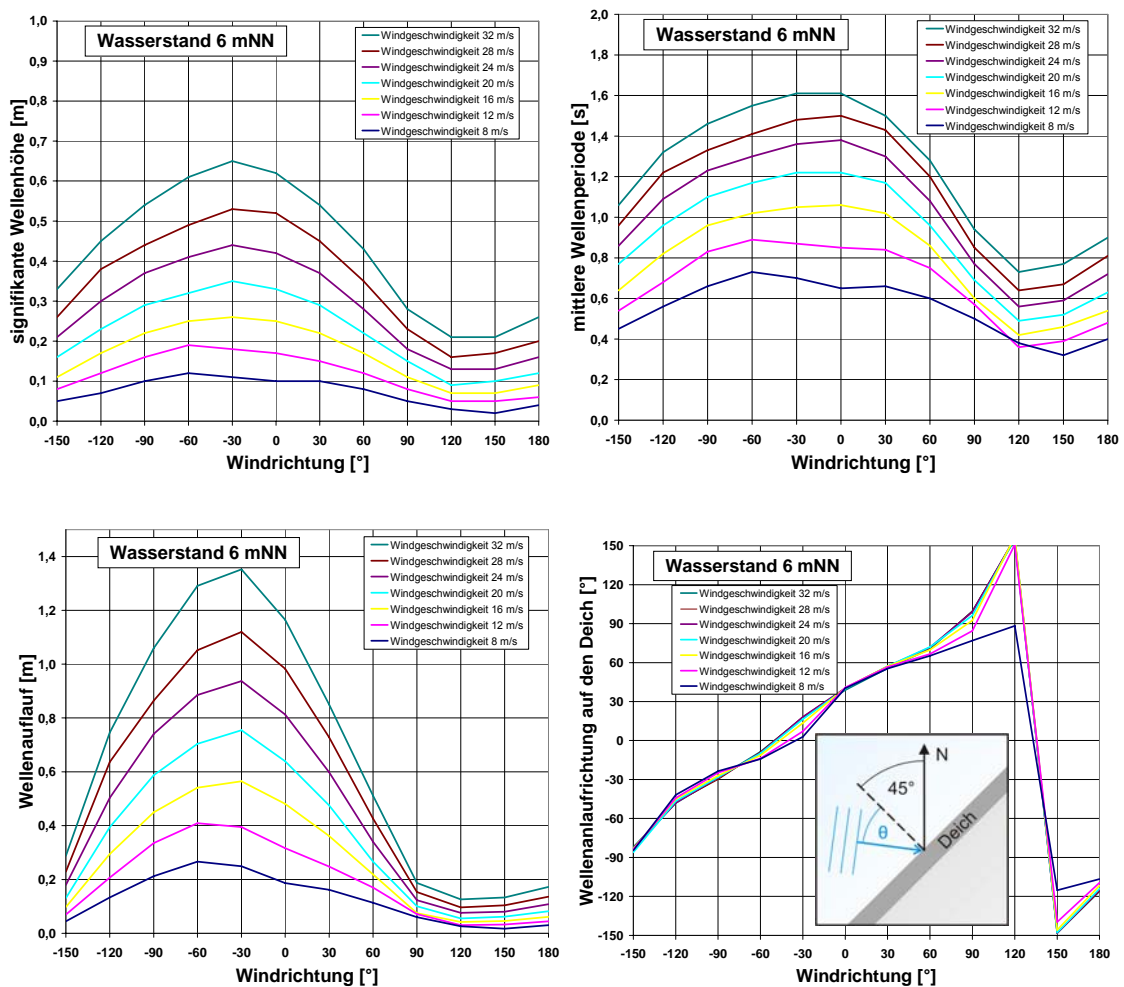 Wasserstand 6 mNN
Windgeschwindigkeit 32 m/s
Windgeschwindigkeit 28 m/s
Windgeschwindigkeit 24 m/s
Windgeschwindigkeit 20 m/s
Windgeschwindigkeit 16 m/s
Windgeschwindigkeit 12 m/s
Windgeschwindigkeit 8 m/s
signifikante Wellenhöhe [m]
1,0
0,9
0,8
0,7
0,6
0,5
0,4
0,3
0,2
0,1
0,0
-150 -120 -90 -60 -30 0 30 60 90 120 150 180
Windrichtung [°]
Wasserstand 6 mNN
Windgeschwindigkeit 32 m/s
Windgeschwindigkeit 28 m/s
Windgeschwindigkeit 24 m/s
Windgeschwindigkeit 20 m/s
Windgeschwindigkeit 16 m/s
Windgeschwindigkeit 12 m/s
Windgeschwindigkeit 8 m/s
mittlere Wellenperiode [s]
2,0
1,8
1,6
1,4
1,2
1,0
0,8
0,6
0,4
0,2
0,0
-150 -120 -90 -60 -30 0 30 60 90 120 150 180
Windrichtung [°]
Wasserstand 6 mNN
Windgeschwindigkeit 32 m/s
Windgeschwindigkeit 28 m/s
Windgeschwindigkeit 24 m/s
Windgeschwindigkeit 20 m/s
Windgeschwindigkeit 16 m/s
Windgeschwindigkeit 12 m/s
Windgeschwindigkeit 8 m/s
Wellenauflauf [m]
1,4
1,2
1,0
0,8
0,6
0,4
0,2
0,0
-150 -120 -90 -60 -30 0 30 60 90 120 150 180
Windrichtung [°]
Wasserstand 6 mNN
Windgeschwindigkeit 32 m/s
Windgeschwindigkeit 28 m/s
Windgeschwindigkeit 24 m/s
Windgeschwindigkeit 20 m/s
Windgeschwindigkeit 16 m/s
Windgeschwindigkeit 12 m/s
Windgeschwindigkeit 8 m/s
Wellenanlaufrichtung auf den Deich [°]
150
120
90
60
30
0
-30
-60
-90
-120
-150
N
45°
θ
Deich
-150 -120 -90 -60 -30 0 30 60 90 120 150 180
Windrichtung [°]